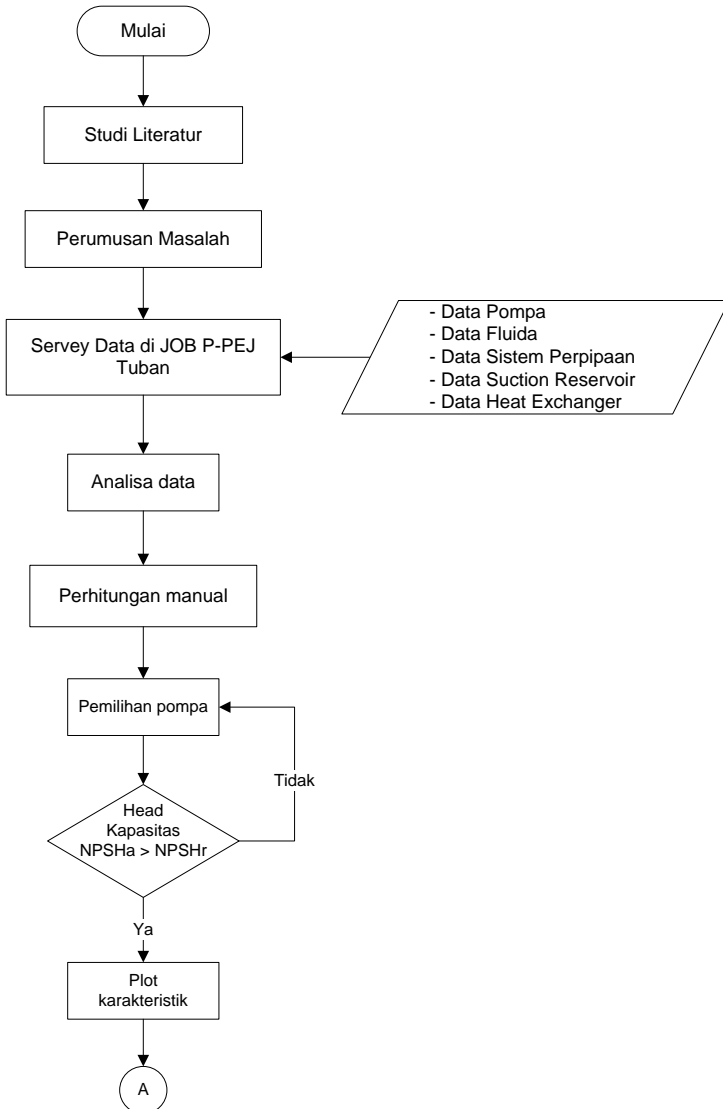 Mulai
Studi Literatur
Perumusan Masalah
Servey Data di JOB P-PEJ
Tuban
- Data Pompa
- Data Fluida
- Data Sistem Perpipaan
- Data Suction Reservoir
- Data Heat Exchanger
Analisa data
Perhitungan manual
Pemilihan pompa
Tidak
Head
Kapasitas
NPSHa > NPSHr
Ya
Plot
karakteristik
A